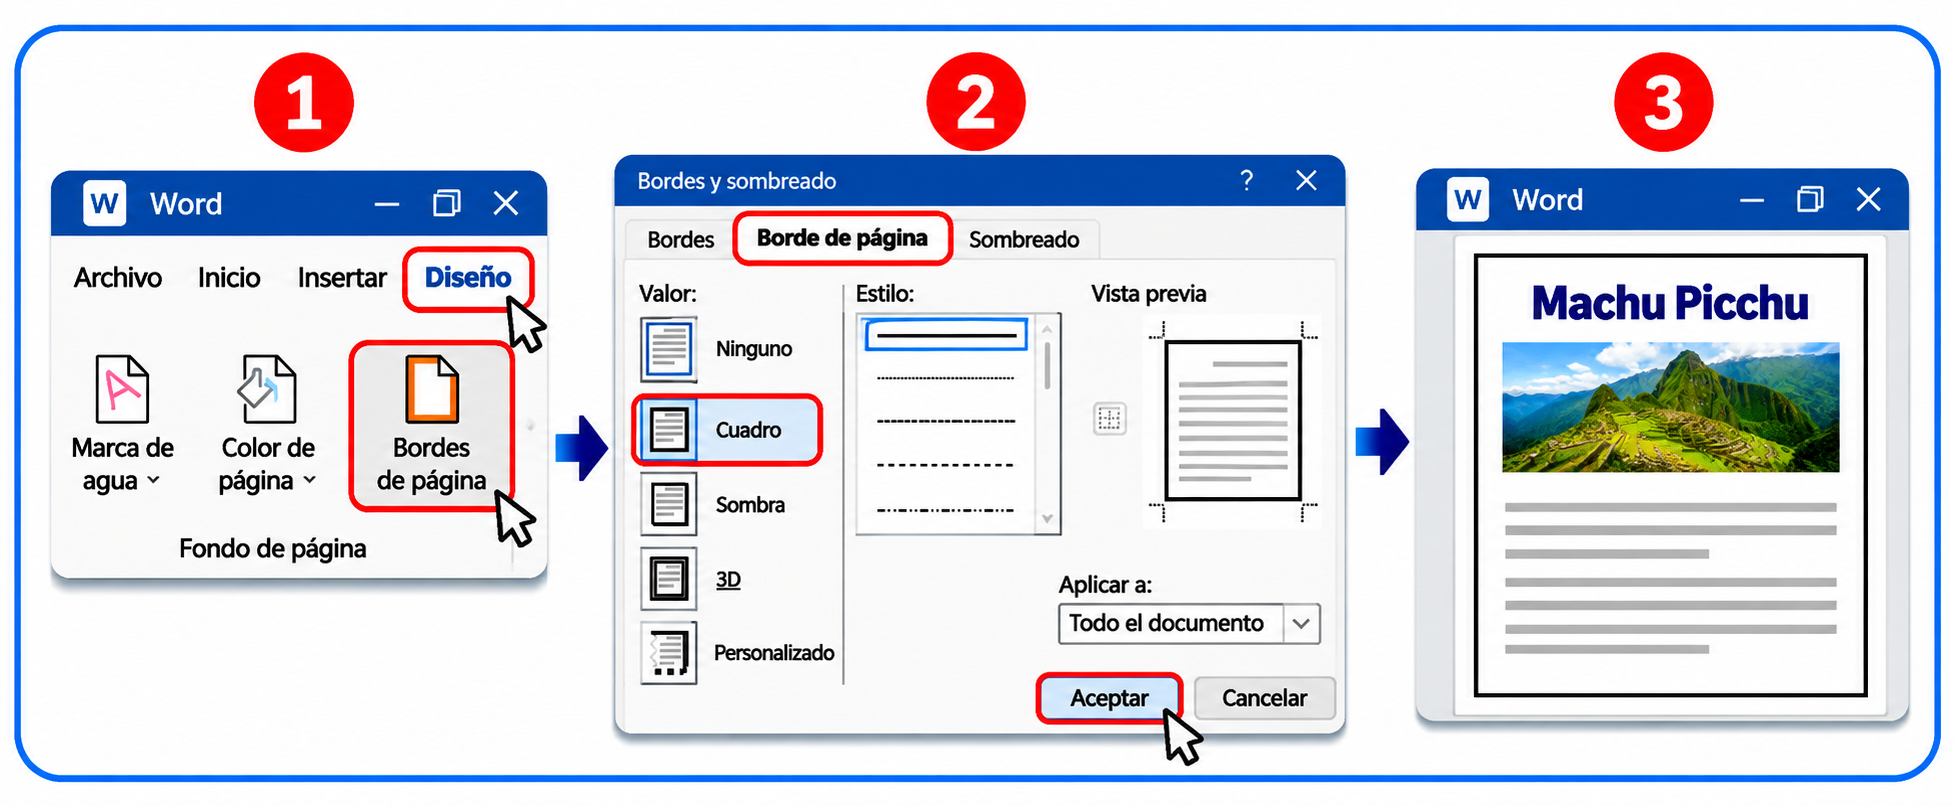 1
W Word
Archivo Inicio Insertar Diseño
Marca de agua
Color de página
Bordes de página
Fondo de página
2
Bordes y sombreado ?
Bordes Borde de página Sombreado
Valor:
Ninguno
Cuadro
Sombra
3D
Personalizado
Estilo:
Vista previa
Aplicar a:
Todo el documento
Aceptar Cancelar
3
W Word
Machu Picchu